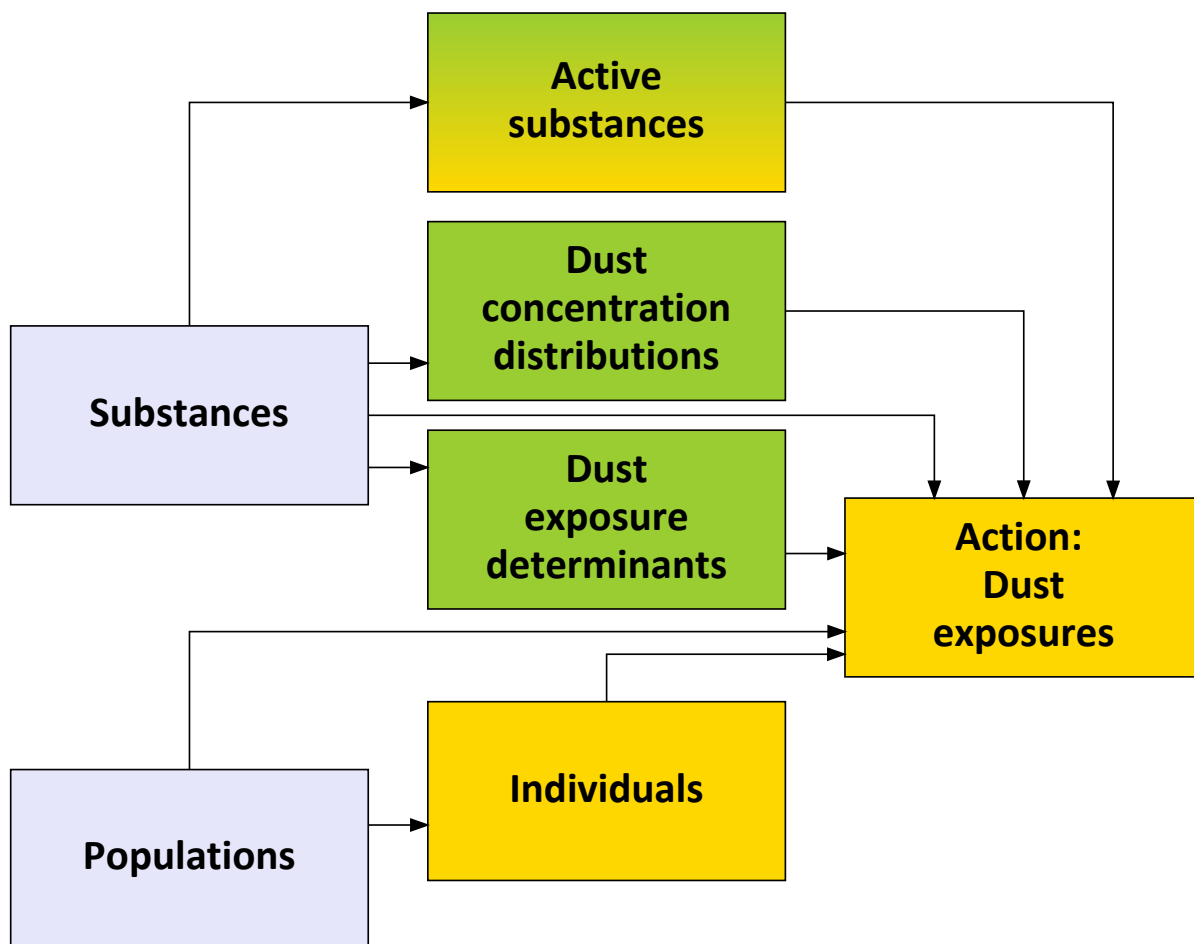 Active
substances
Dust
concentration
distributions
Substances
Dust
exposure
determinants
Action:
Dust
exposures
Individuals
Populations